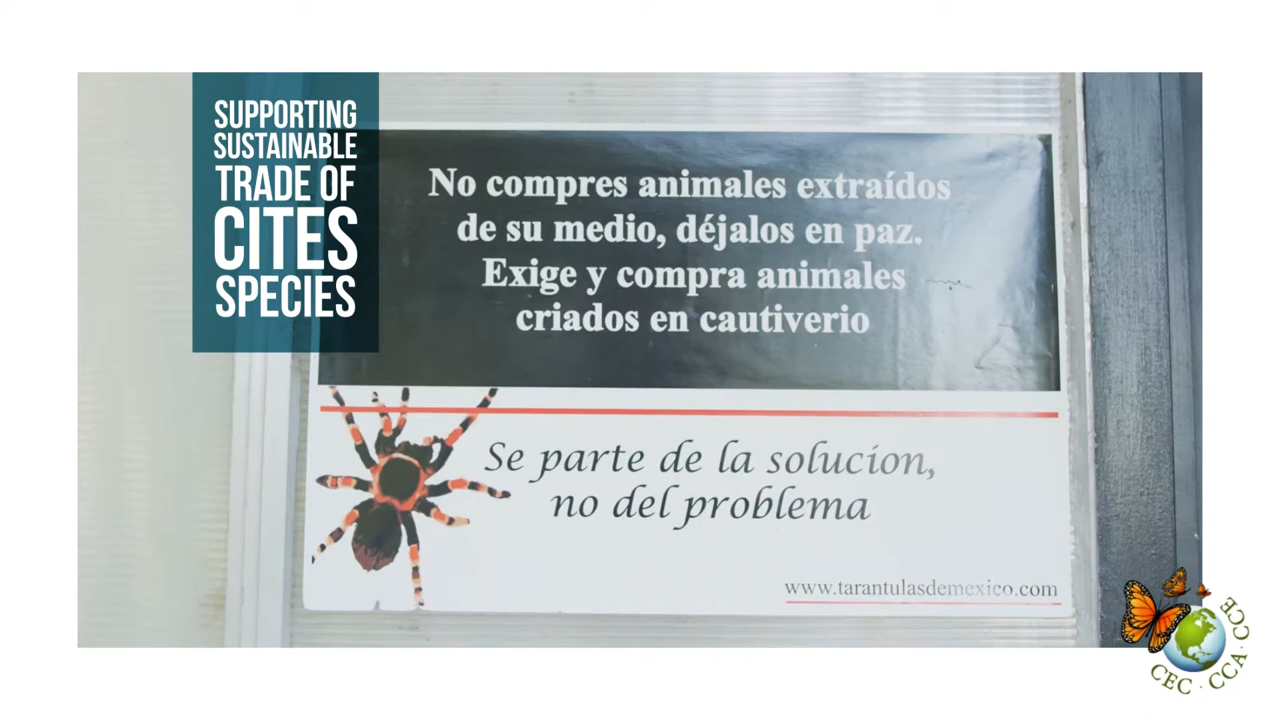 SUPPORTING
SUSTAINABLE
TRADE OF
CITES
SPECIES
No compres animales extraídos
de su medio, déjalos en paz.
Exige y compra animales
criados en cautiverio
Se parte de la solucion,
no del problema
www.tarantulasdemexico.com
CEC · CCA · CCE